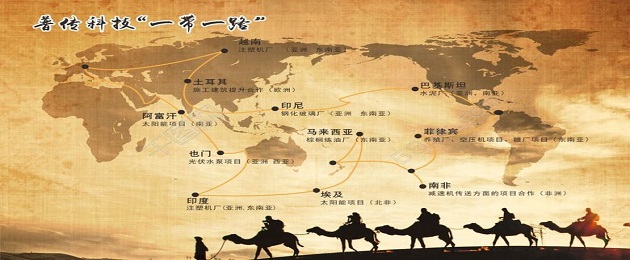 普传科技“一带一路”
越南
注塑机厂 （亚洲 东南亚）
土耳其
施工建筑提升合作（欧洲）
巴基斯坦
水泥厂（亚洲，南亚）
阿富汗
太阳能项目（南亚）
印尼
钢化玻璃厂（亚洲 东南亚）
马来西亚
棕榈炼油厂（东南亚）
菲律宾
养殖厂、空压机项目、糖厂项目（东南亚）
也门
光伏水泵项目（亚洲 西亚）
印度
注塑机厂（亚洲，东南亚）
埃及
太阳能项目（北非）
南非
减速机传送方面的项目合作（非洲）